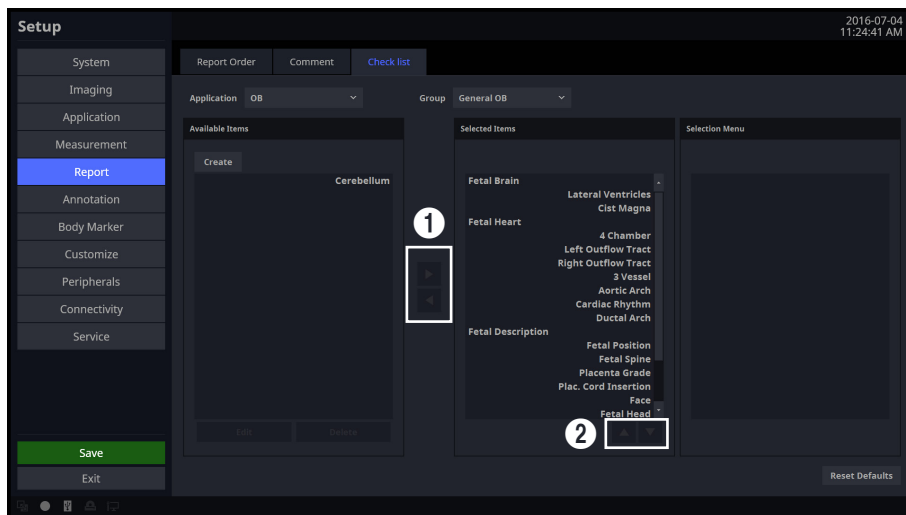 Setup
2016-07-04
11:24:41 AM
System
Imaging
Application
Measurement
Report
Annotation
Body Marker
Customize
Peripherals
Connectivity
Service
Save
Exit
Report Order Comment Check list
Application OB Group General OB
Available Items
Create
Cerebellum
Edit Delete
1
Selected Items
Fetal Brain
Lateral Ventricles
Cist Magna
Fetal Heart
4 Chamber
Left Outflow Tract
Right Outflow Tract
3 Vessel
Aortic Arch
Cardiac Rhythm
Ductal Arch
Fetal Description
Fetal Position
Fetal Spine
Placenta Grade
Plac. Cord Insertion
Face
Fetal Head
2
Selection Menu
Reset Defaults